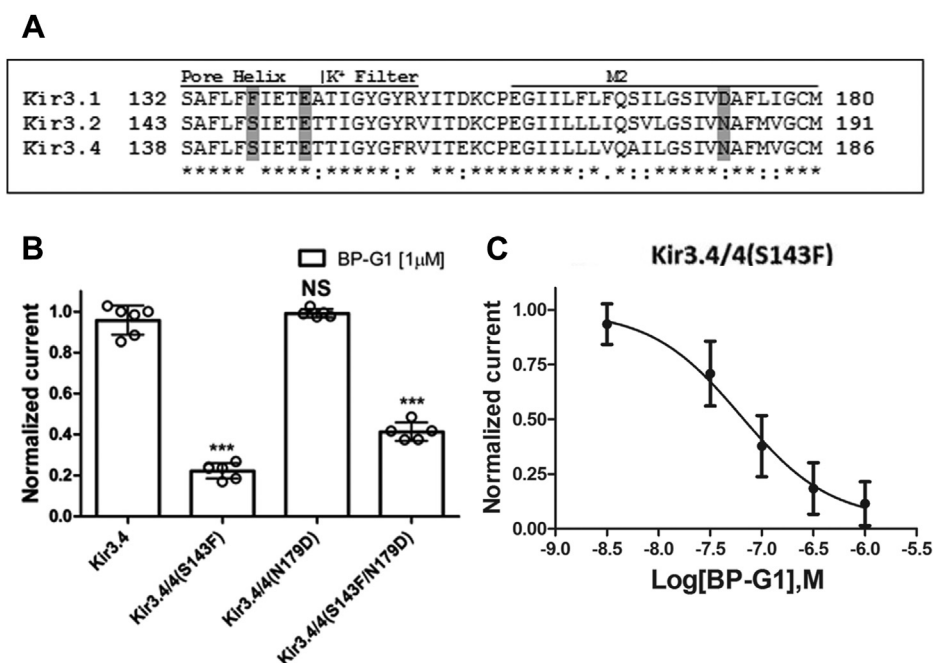 A
Pore Helix |K+ Filter M2
Kir3.1 132 SAFLFFIETEATIGYGYRYITDKCPEGIILFLFQSILGSIVDAFLIGCM 180
Kir3.2 143 SAFLFSIETETTIGYGYRVITDKCPEGIILLLIQSVLGSIVNAFMVGCM 191
Kir3.4 138 SAFLFSIETETTIGYGFRVITEKCPEGIILLLVQAILGSIVNAFMVGCM 186
***** ****:*****:* **:********:*.*::*****:**::***
B
BP-G1 [1μM]
NS
***
***
Normalized current
1.0
0.8
0.6
0.4
0.2
0.0
Kir3.4
Kir3.4/4(S143F)
Kir3.4/4(N179D)
Kir3.4/4(S143F/N179D)
C
Kir3.4/4(S143F)
Normalized current
1.00
0.75
0.50
0.25
0.00
-9.0 -8.5 -8.0 -7.5 -7.0 -6.5 -6.0 -5.5
Log[BP-G1],M